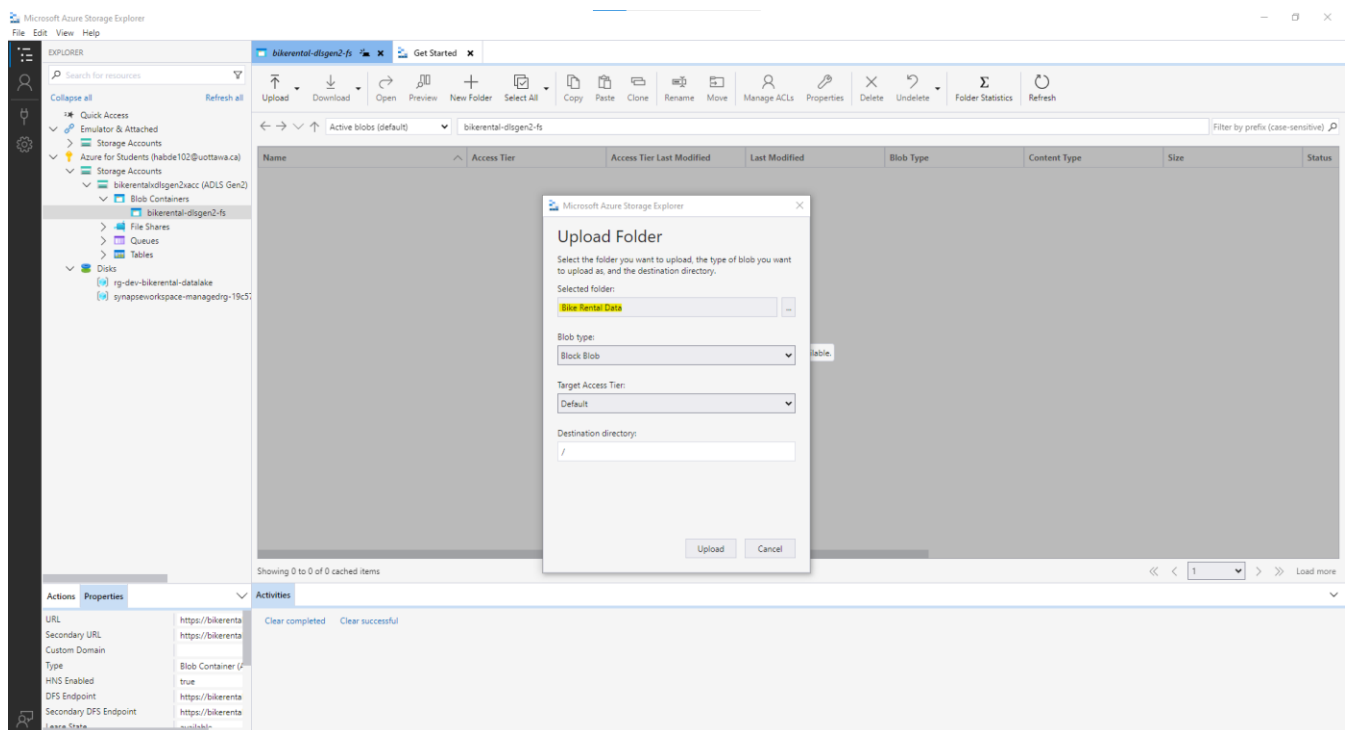 Microsoft Azure Storage Explorer
File Edit View Help
EXPLORER
Search for resources
Collapse all Refresh all
Quick Access
Emulator & Attached
Storage Accounts
Azure for Students (habde102@uottawa.ca)
Storage Accounts
bikerentalxdlsgen2xacc (ADLS Gen2)
Blob Containers
bikerental-dlsgen2-fs
File Shares
Queues
Tables
Disks
rg-dev-bikerental-datalake
synapseworkspace-managedrg-19c57
bikerental-dlsgen2-fs Get Started
Upload Download Open Preview New Folder Select All Copy Paste Clone Rename Move Manage ACLs Properties Delete Undelete Folder Statistics Refresh
Active blobs (default) bikerental-dlsgen2-fs Filter by prefix (case-sensitive)
Name Access Tier Access Tier Last Modified Last Modified Blob Type Content Type Size Status
ilable.
Microsoft Azure Storage Explorer
Upload Folder
Select the folder you want to upload, the type of blob you want
to upload as, and the destination directory.
Selected folder:
Bike Rental Data ...
Blob type:
Block Blob
Target Access Tier:
Default
Destination directory:
/
Upload Cancel
Showing 0 to 0 of 0 cached items 1 Load more
Actions Properties
URL https://bikerenta
Secondary URL https://bikerenta
Custom Domain
Type Blob Container (A
HNS Enabled true
DFS Endpoint https://bikerenta
Secondary DFS Endpoint https://bikerenta
Lease State available
Activities
Clear completed Clear successful